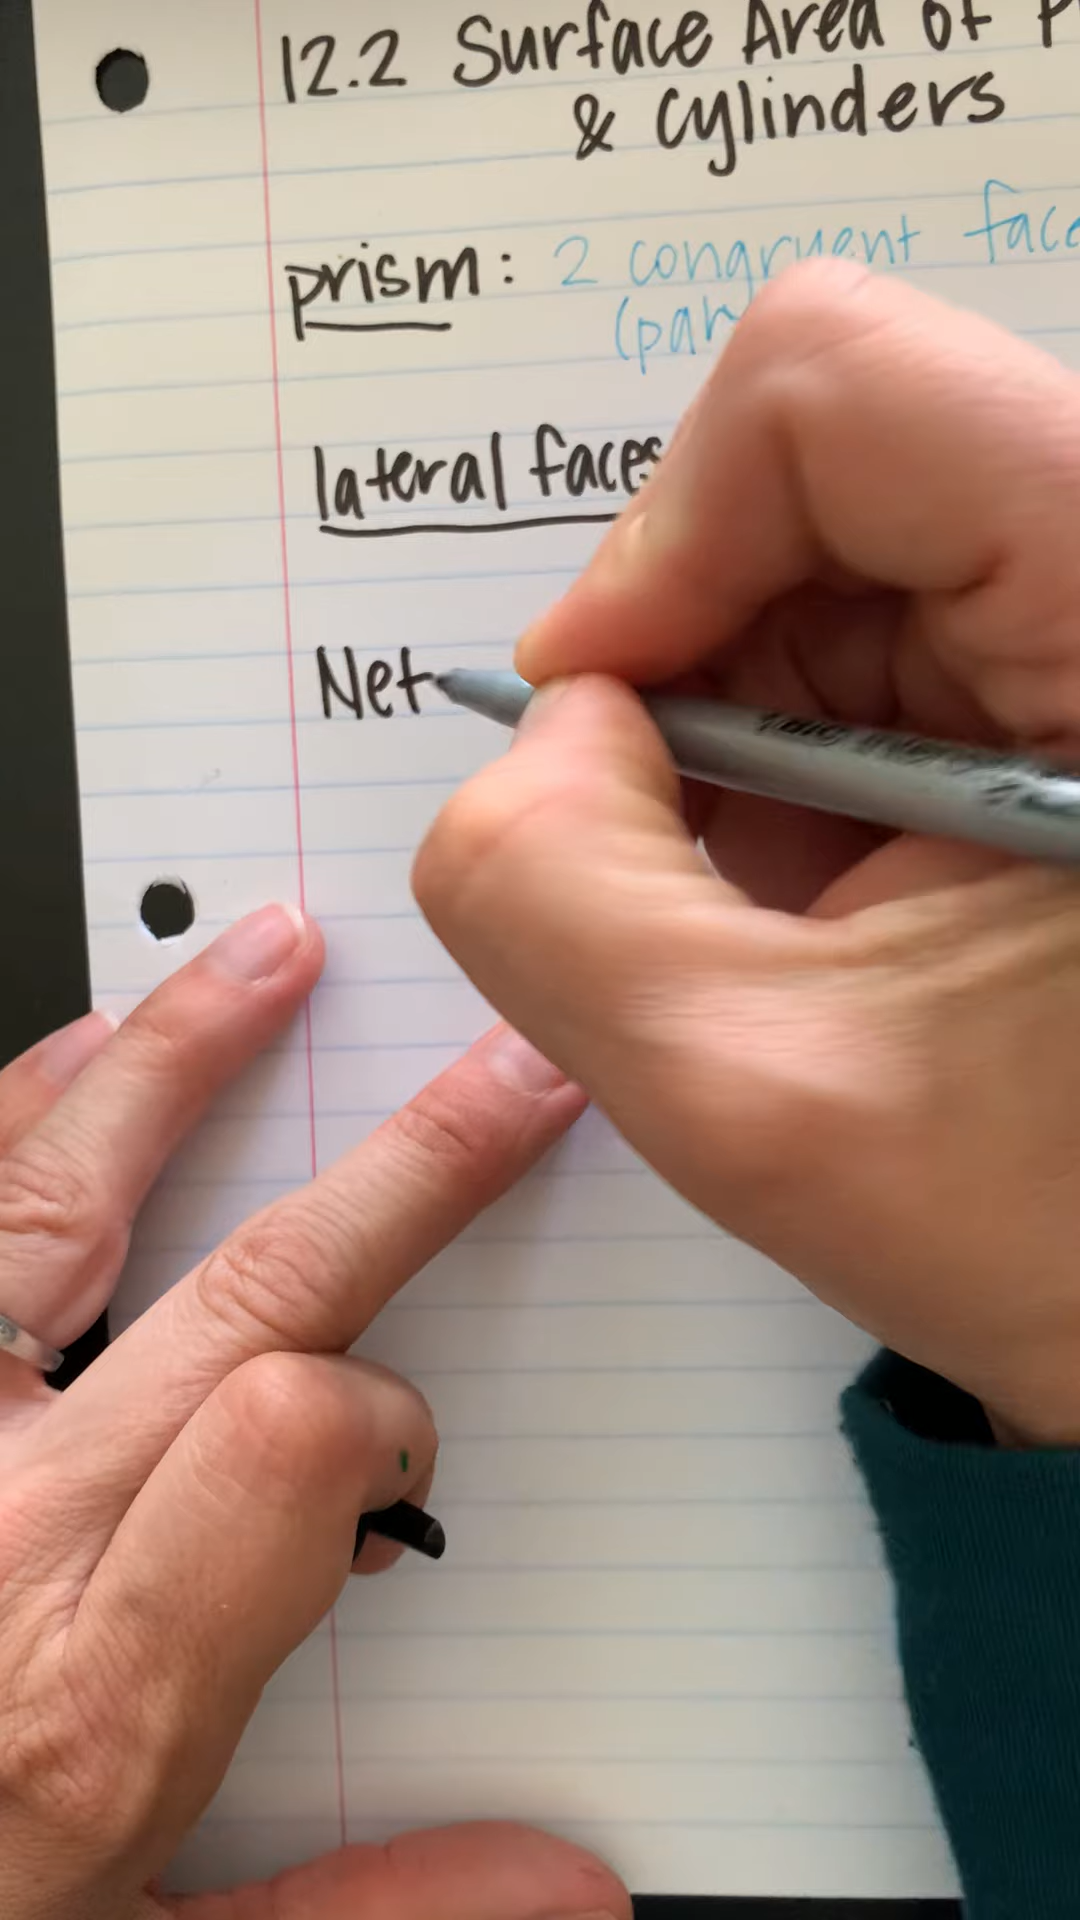 12.2 Surface Area of
& cylinders
prism: 2 congruent
lateral faces
Net